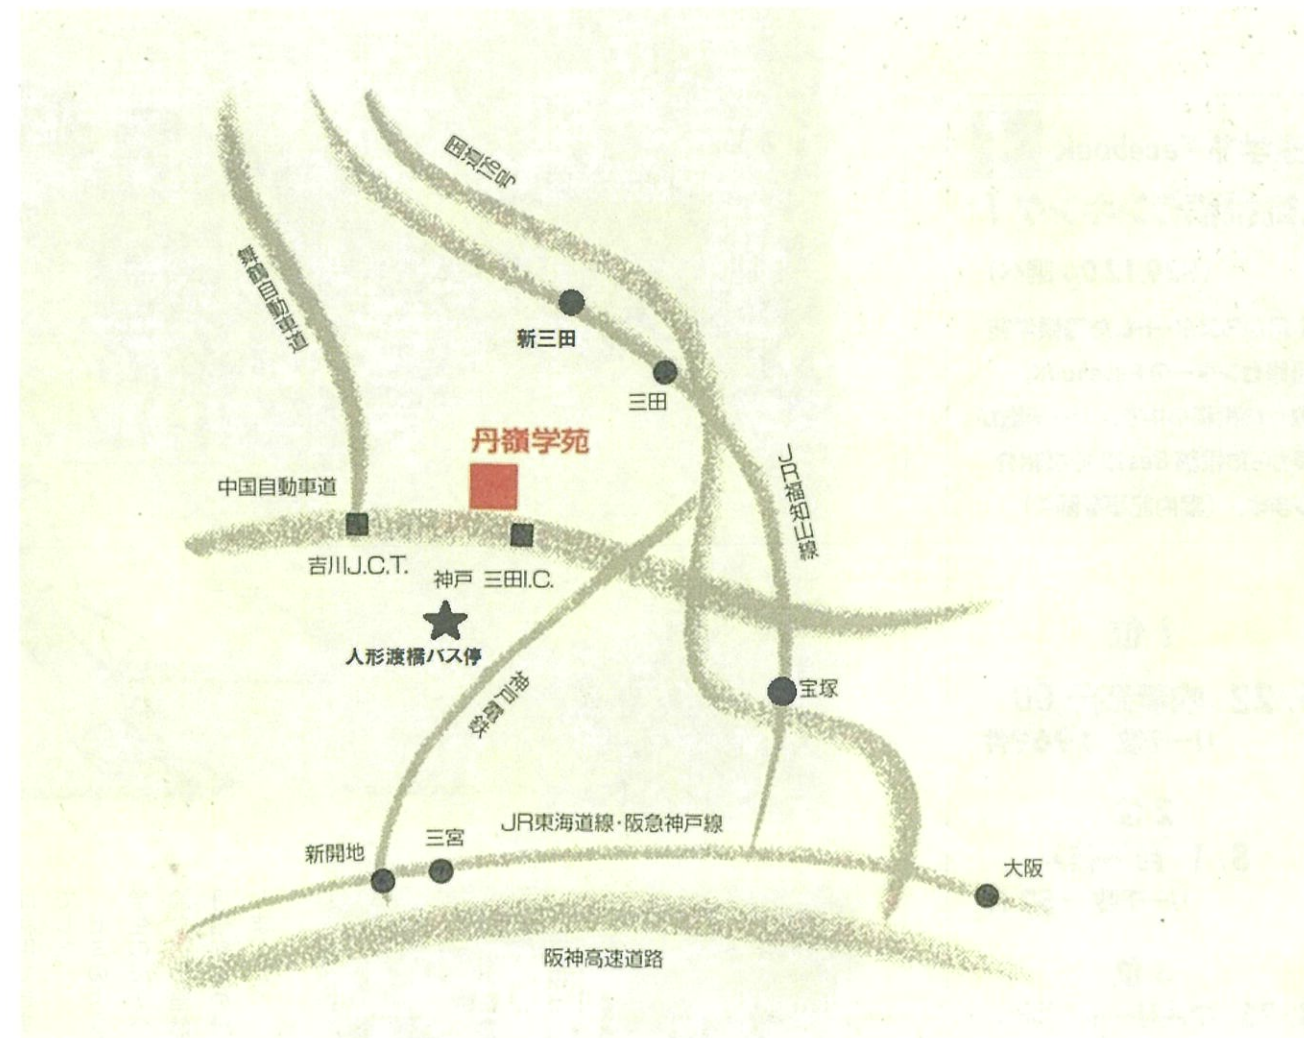 国道176号
舞鶴自動車道
新三田
三田
丹嶺学苑
JR福知山線
中国自動車道
吉川J.C.T.
神戸 三田I.C.
人形渡橋バス停
宝塚
神戸電鉄
JR東海道線・阪急神戸線
三宮
新開地
大阪
阪神高速道路